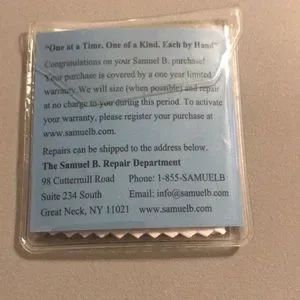 "One at a Time. One of a Kind. Each by Hand"
Congratulations on your Samuel B. purchase!
Your purchase is covered by a one year limited
warranty. We will size (when possible) and repair
at no charge to you during this period. To activate
your warranty, please register your purchase at
www.samuelb.com.
Repairs can be shipped to the address below.
The Samuel B. Repair Department
98 Cuttermill Road Phone: 1-855-SAMUELB
Suite 234 South Email: info@samuelb.com
Great Neck, NY 11021 www.samuelb.com